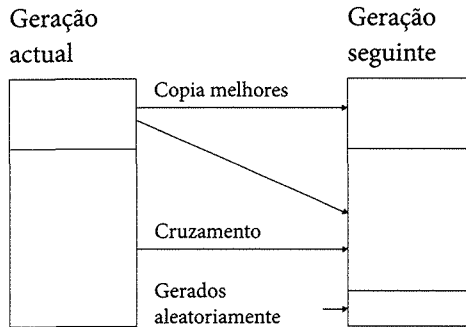 Geração
actual
Geração
seguinte
Copia melhores
Cruzamento
Gerados
aleatoriamente